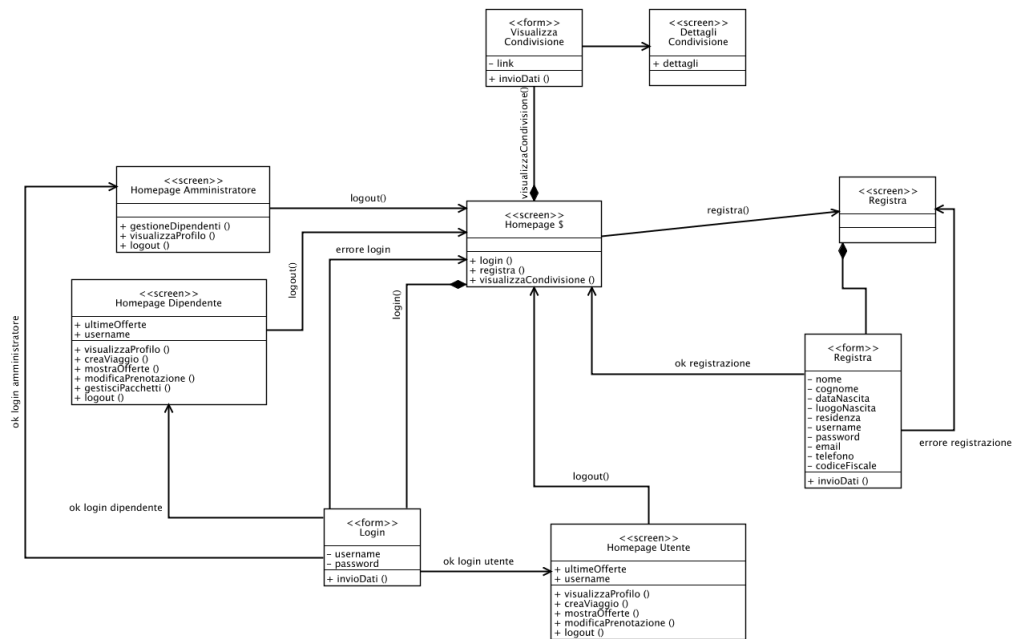 <<form>>
Visualizza
Condivisione
– link
+ invioDati ()
<<screen>>
Dettagli
Condivisione
+ dettagli
visualizzaCondivisione()
<<screen>>
Homepage Amministratore
+ gestioneDipendenti ()
+ visualizzaProfilo ()
+ logout ()
logout()
<<screen>>
Homepage $
+ login ()
+ registra ()
+ visualizzaCondivisione ()
registra()
<<screen>>
Registra
errore login
logout()
login()
<<screen>>
Homepage Dipendente
+ ultimeOfferte
+ username
+ visualizzaProfilo ()
+ creaViaggio ()
+ mostraOfferte ()
+ modificaPrenotazione ()
+ gestisciPacchetti ()
+ logout ()
ok login amministratore
ok registrazione
<<form>>
Registra
– nome
– cognome
– dataNascita
– luogoNascita
– residenza
– username
– password
– email
– telefono
– codiceFiscale
+ invioDati ()
errore registrazione
ok login dipendente
logout()
<<form>>
Login
– username
– password
+ invioDati ()
ok login utente
<<screen>>
Homepage Utente
+ ultimeOfferte
+ username
+ visualizzaProfilo ()
+ creaViaggio ()
+ mostraOfferte ()
+ modificaPrenotazione ()
+ logout ()